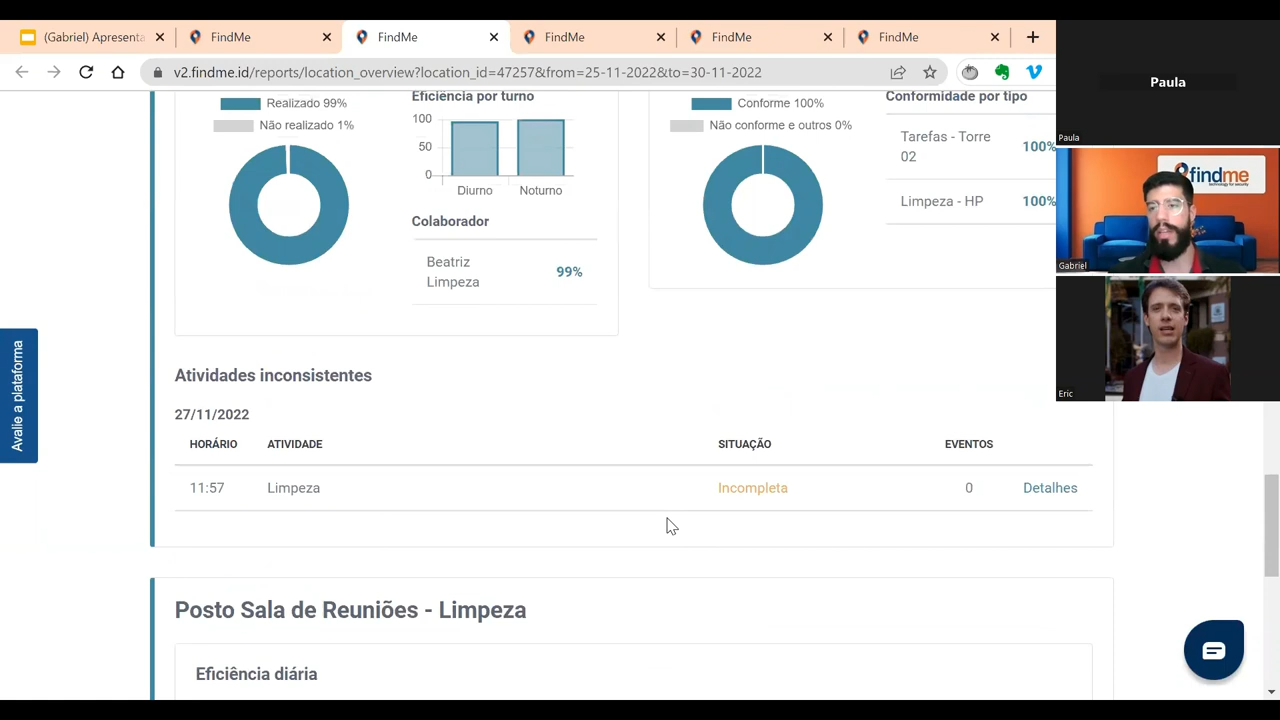 (Gabriel) Apresenta
FindMe
FindMe
FindMe
FindMe
FindMe
v2.findme.id/reports/location_overview?location_id=47257&from=25-11-2022&to=30-11-2022
Realizado 99%
Não realizado 1%
Eficiência por turno
100
50
0
Diurno
Noturno
Colaborador
Beatriz
Limpeza
99%
Conforme 100%
Não conforme e outros 0%
Conformidade por tipo
Tarefas - Torre
02
100%
Limpeza - HP
100%
Paula
Paula
findme
technology for security
Gabriel
Eric
Avalie a plataforma
Atividades inconsistentes
27/11/2022
HORÁRIO ATIVIDADE SITUAÇÃO EVENTOS
11:57 Limpeza Incompleta 0 Detalhes
Posto Sala de Reuniões - Limpeza
Eficiência diária